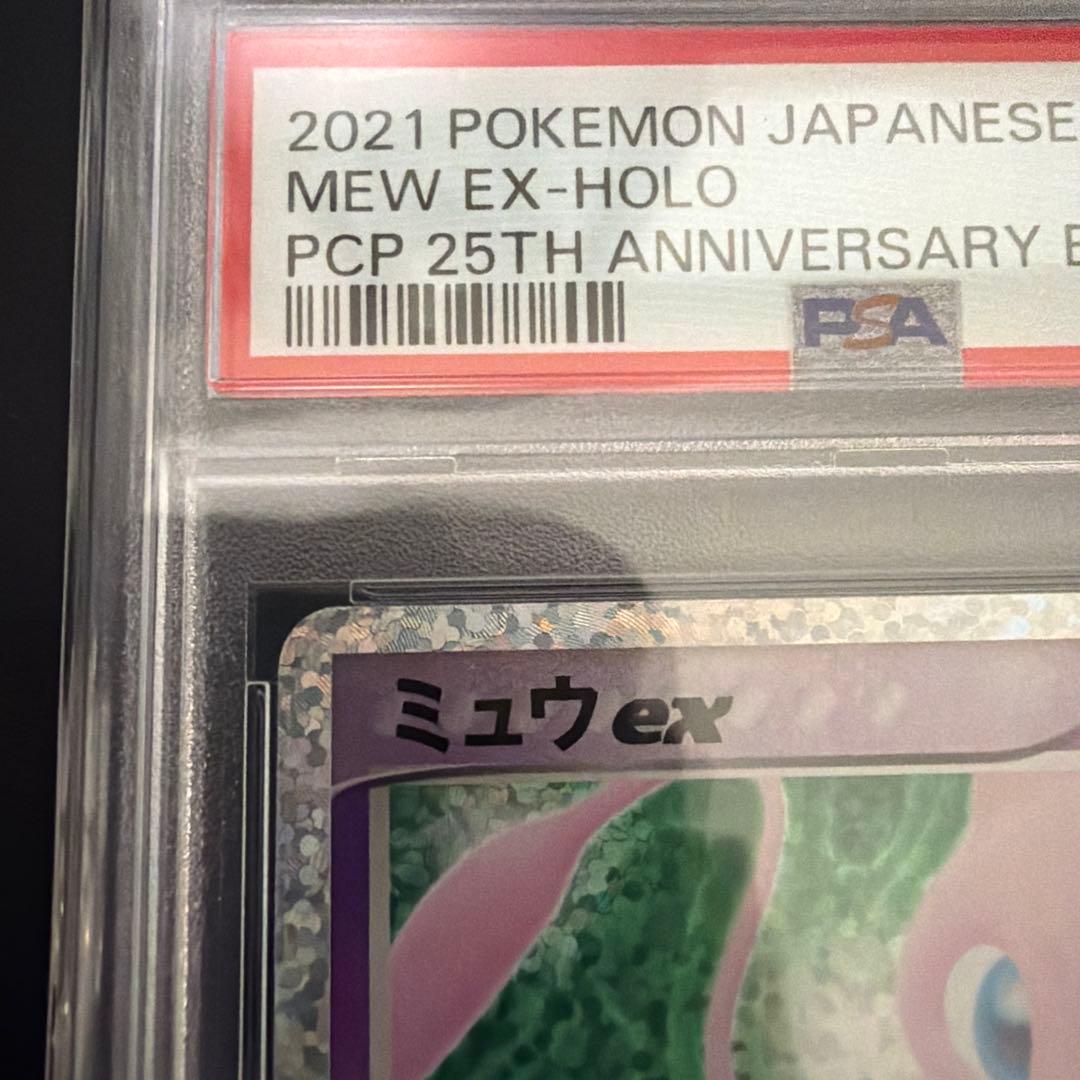 2021 POKEMON JAPANESE
MEW EX-HOLO
PCP 25TH ANNIVERSARY E
PSA
ミュウex